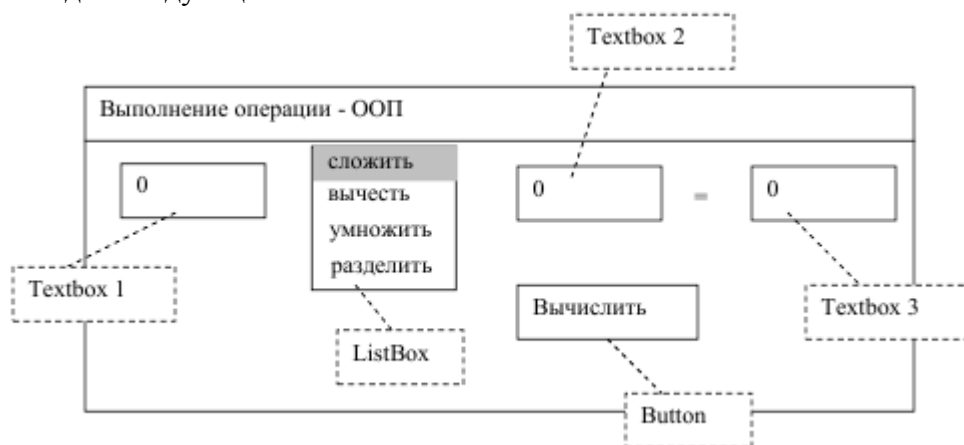 Textbox 2
Выполнение операции - ООП
0
сложить
вычесть
умножить
разделить
0
=
0
Textbox 1
Вычислить
Textbox 3
ListBox
Button